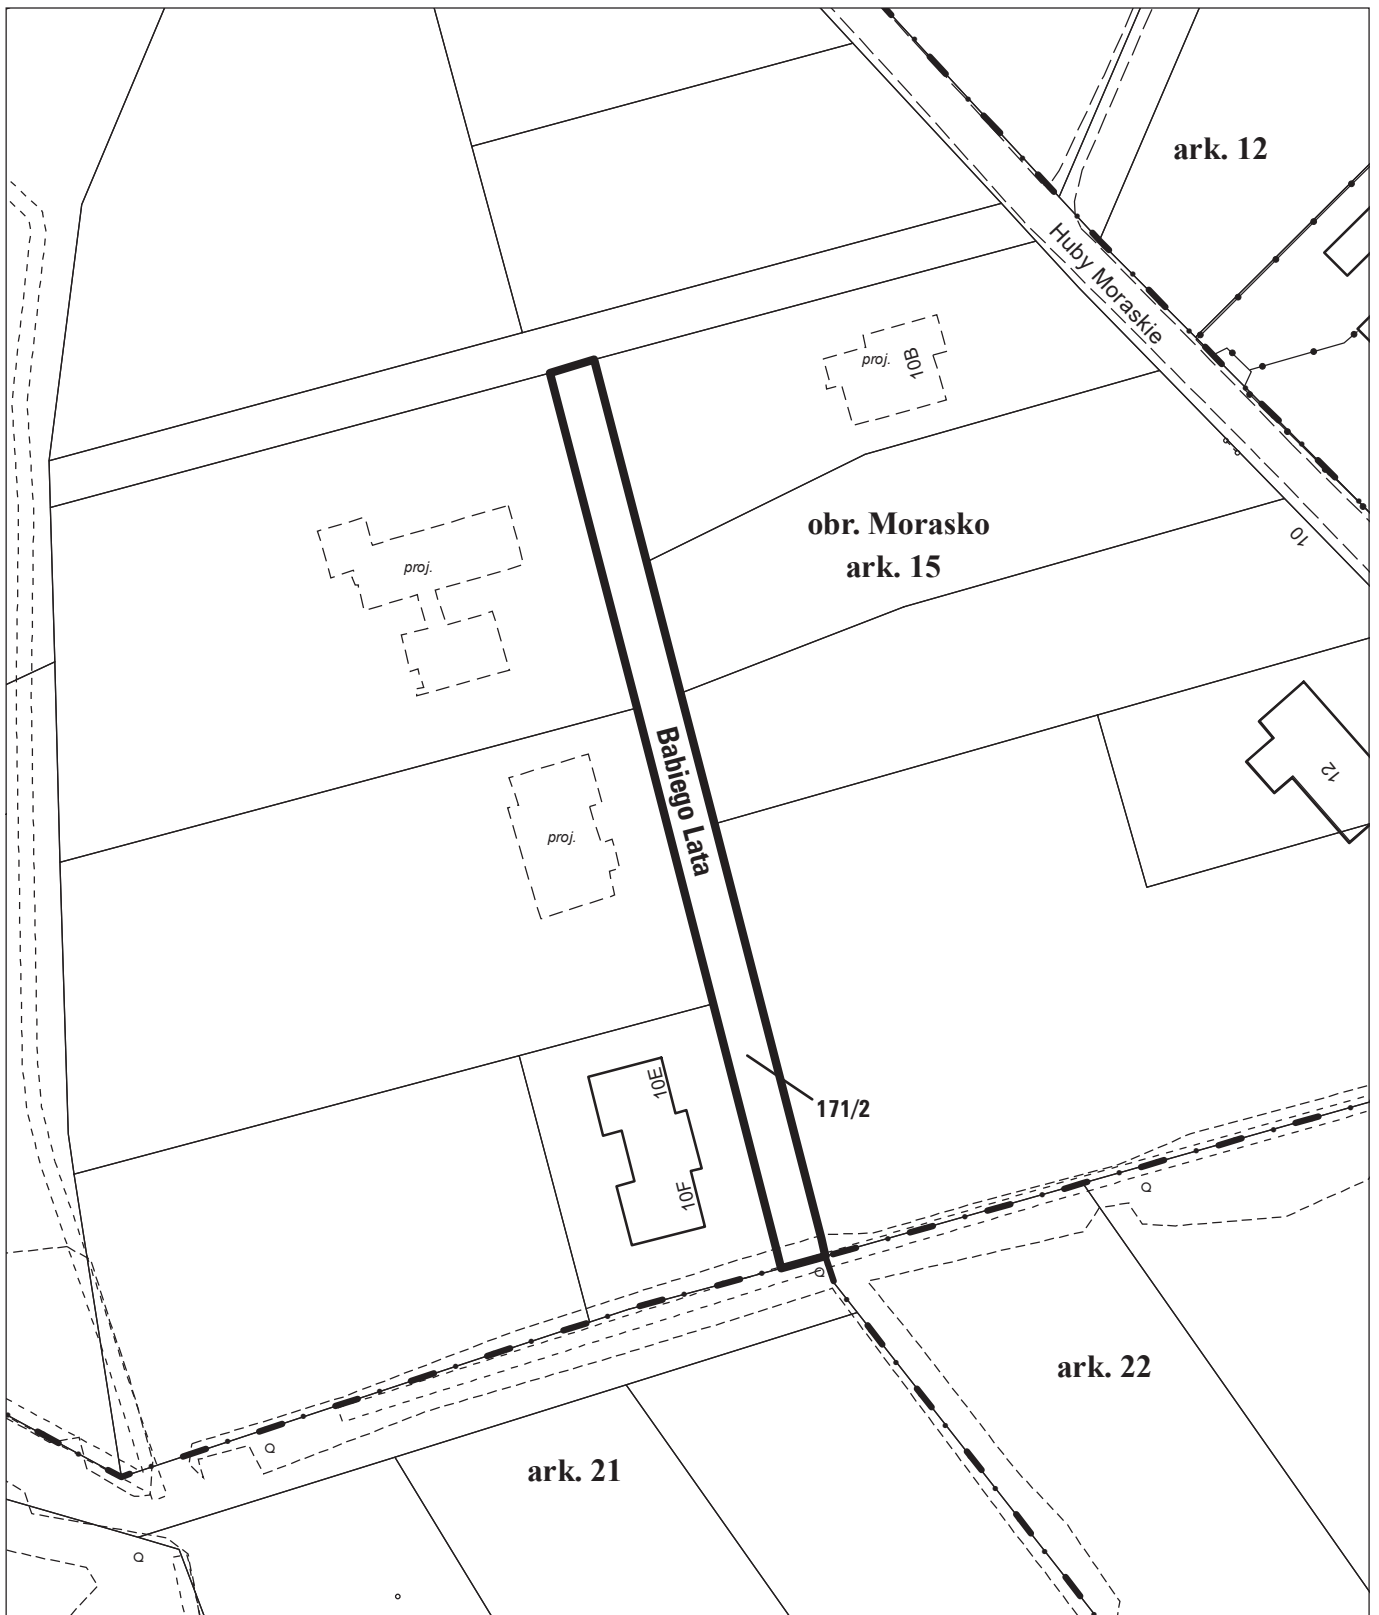 ark. 12
Huby Moraskie
proj.
10B
obr. Morasko
ark. 15
10
proj.
Babiego Lata
12
proj.
10E
171/2
10F
ark. 22
ark. 21